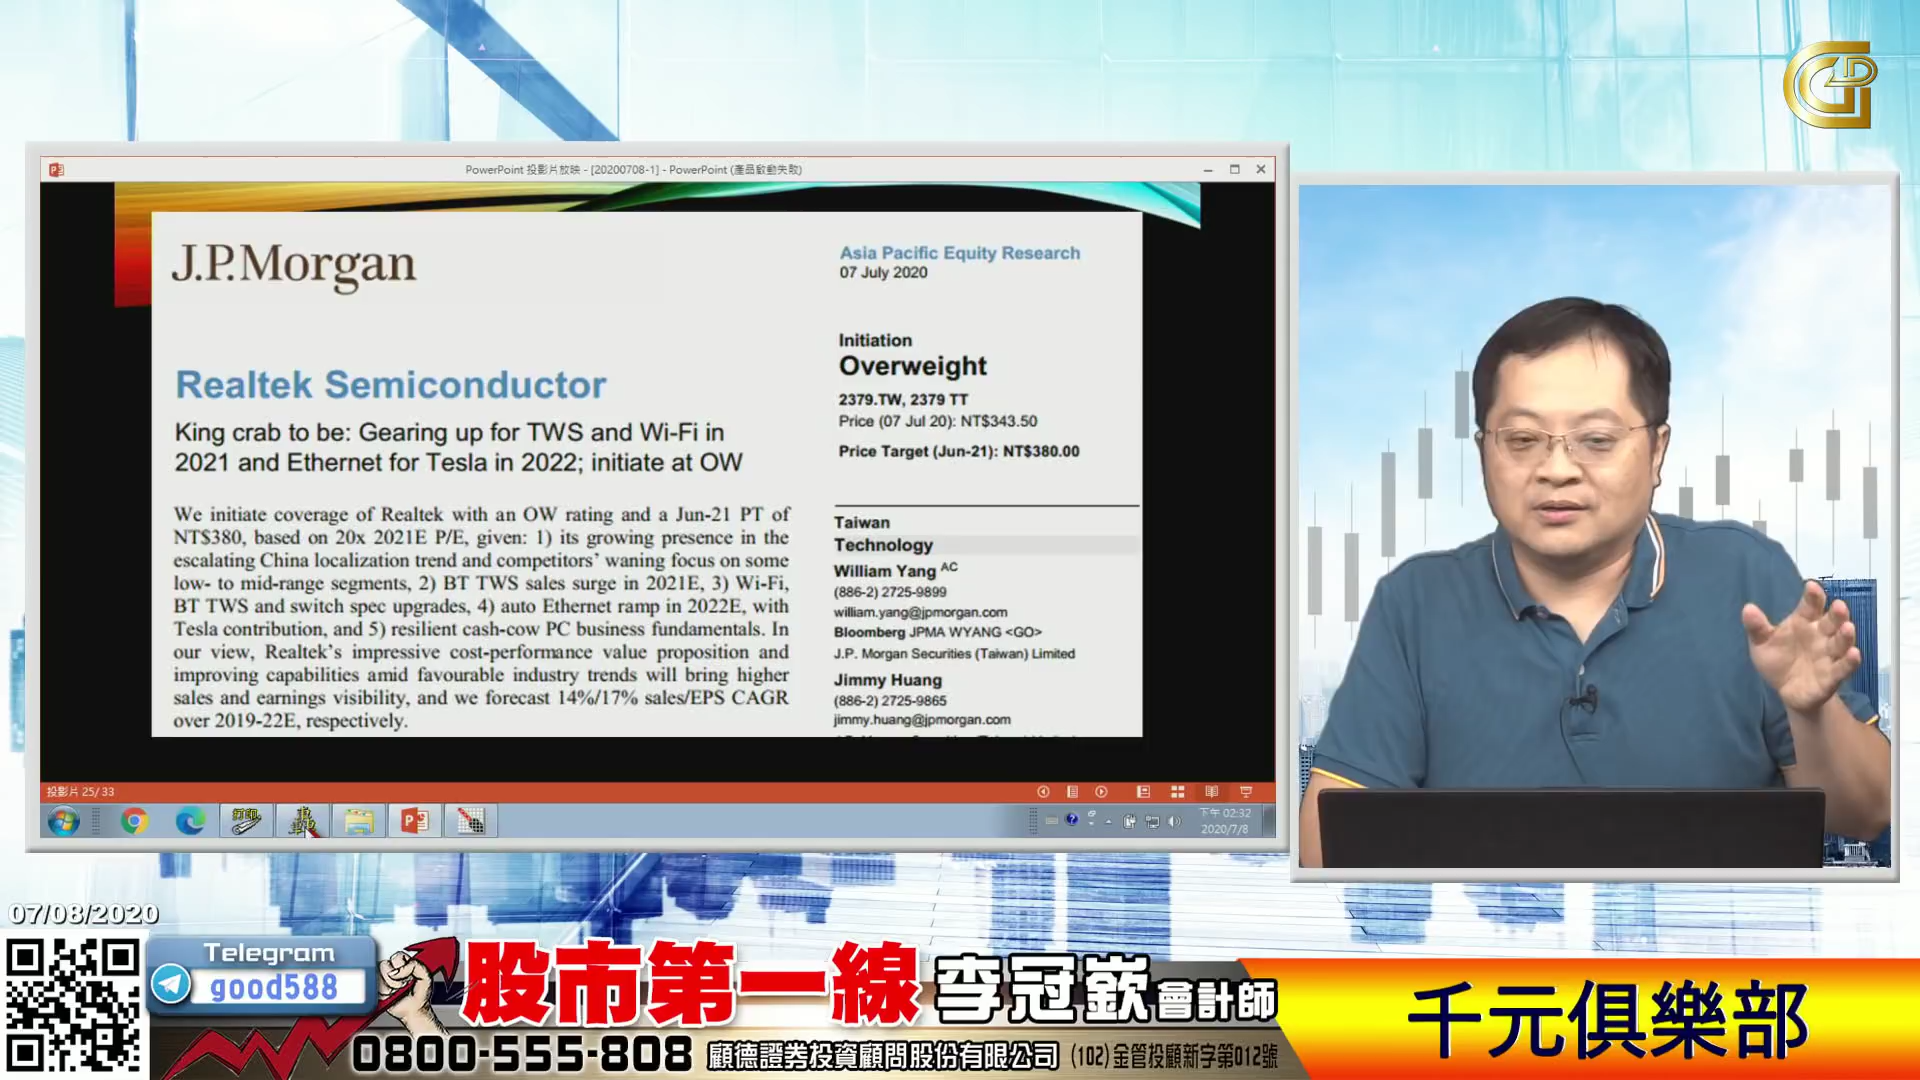 PowerPoint 投影片放映 - [20200708-1] - PowerPoint (產品啟動失敗)
J.P.Morgan
Asia Pacific Equity Research
07 July 2020
Initiation
Overweight
2379.TW, 2379 TT
Price (07 Jul 20): NT$343.50
Price Target (Jun-21): NT$380.00
Realtek Semiconductor
King crab to be: Gearing up for TWS and Wi-Fi in
2021 and Ethernet for Tesla in 2022; initiate at OW
We initiate coverage of Realtek with an OW rating and a Jun-21 PT of
NT$380, based on 20x 2021E P/E, given: 1) its growing presence in the
escalating China localization trend and competitors' waning focus on some
low- to mid-range segments, 2) BT TWS sales surge in 2021E, 3) Wi-Fi,
BT TWS and switch spec upgrades, 4) auto Ethernet ramp in 2022E, with
Tesla contribution, and 5) resilient cash-cow PC business fundamentals. In
our view, Realtek's impressive cost-performance value proposition and
improving capabilities amid favourable industry trends will bring higher
sales and earnings visibility, and we forecast 14%/17% sales/EPS CAGR
over 2019-22E, respectively.
Taiwan
Technology
William Yang AC
(886-2) 2725-9899
william.yang@jpmorgan.com
Bloomberg JPMA WYANG <GO>
J.P. Morgan Securities (Taiwan) Limited
Jimmy Huang
(886-2) 2725-9865
jimmy.huang@jpmorgan.com
投影片 25/33
下午 02:32
2020/7/8
07/08/2020
Telegram
good588
股市第一線 李冠嶔 會計師
0800-555-808 顧德證券投資顧問股份有限公司 (102)金管投顧新字第012號
千元俱樂部